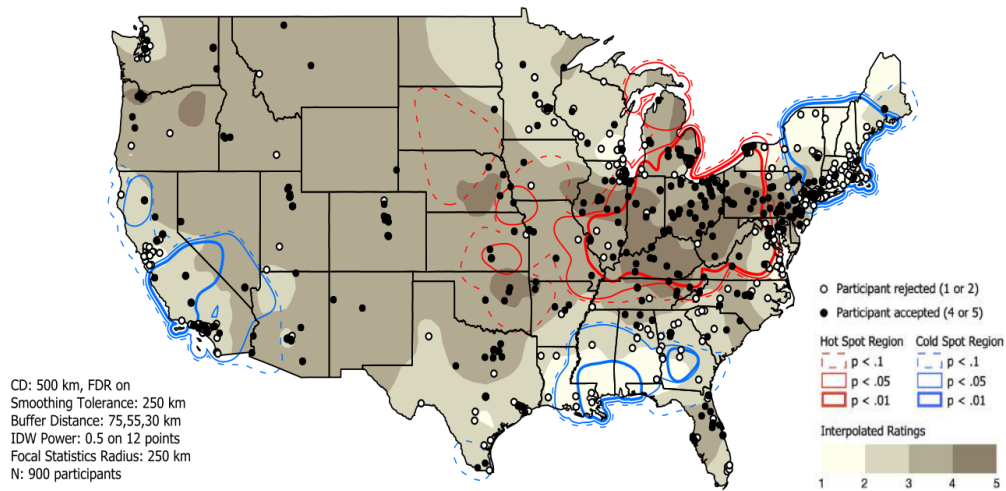 Participant rejected (1 or 2)
Participant accepted (4 or 5)
Hot Spot Region Cold Spot Region
p < .1 p < .1
p < .05 p < .05
p < .01 p < .01
Interpolated Ratings
1 2 3 4 5
CD: 500 km, FDR on
Smoothing Tolerance: 250 km
Buffer Distance: 75,55,30 km
IDW Power: 0.5 on 12 points
Focal Statistics Radius: 250 km
N: 900 participants